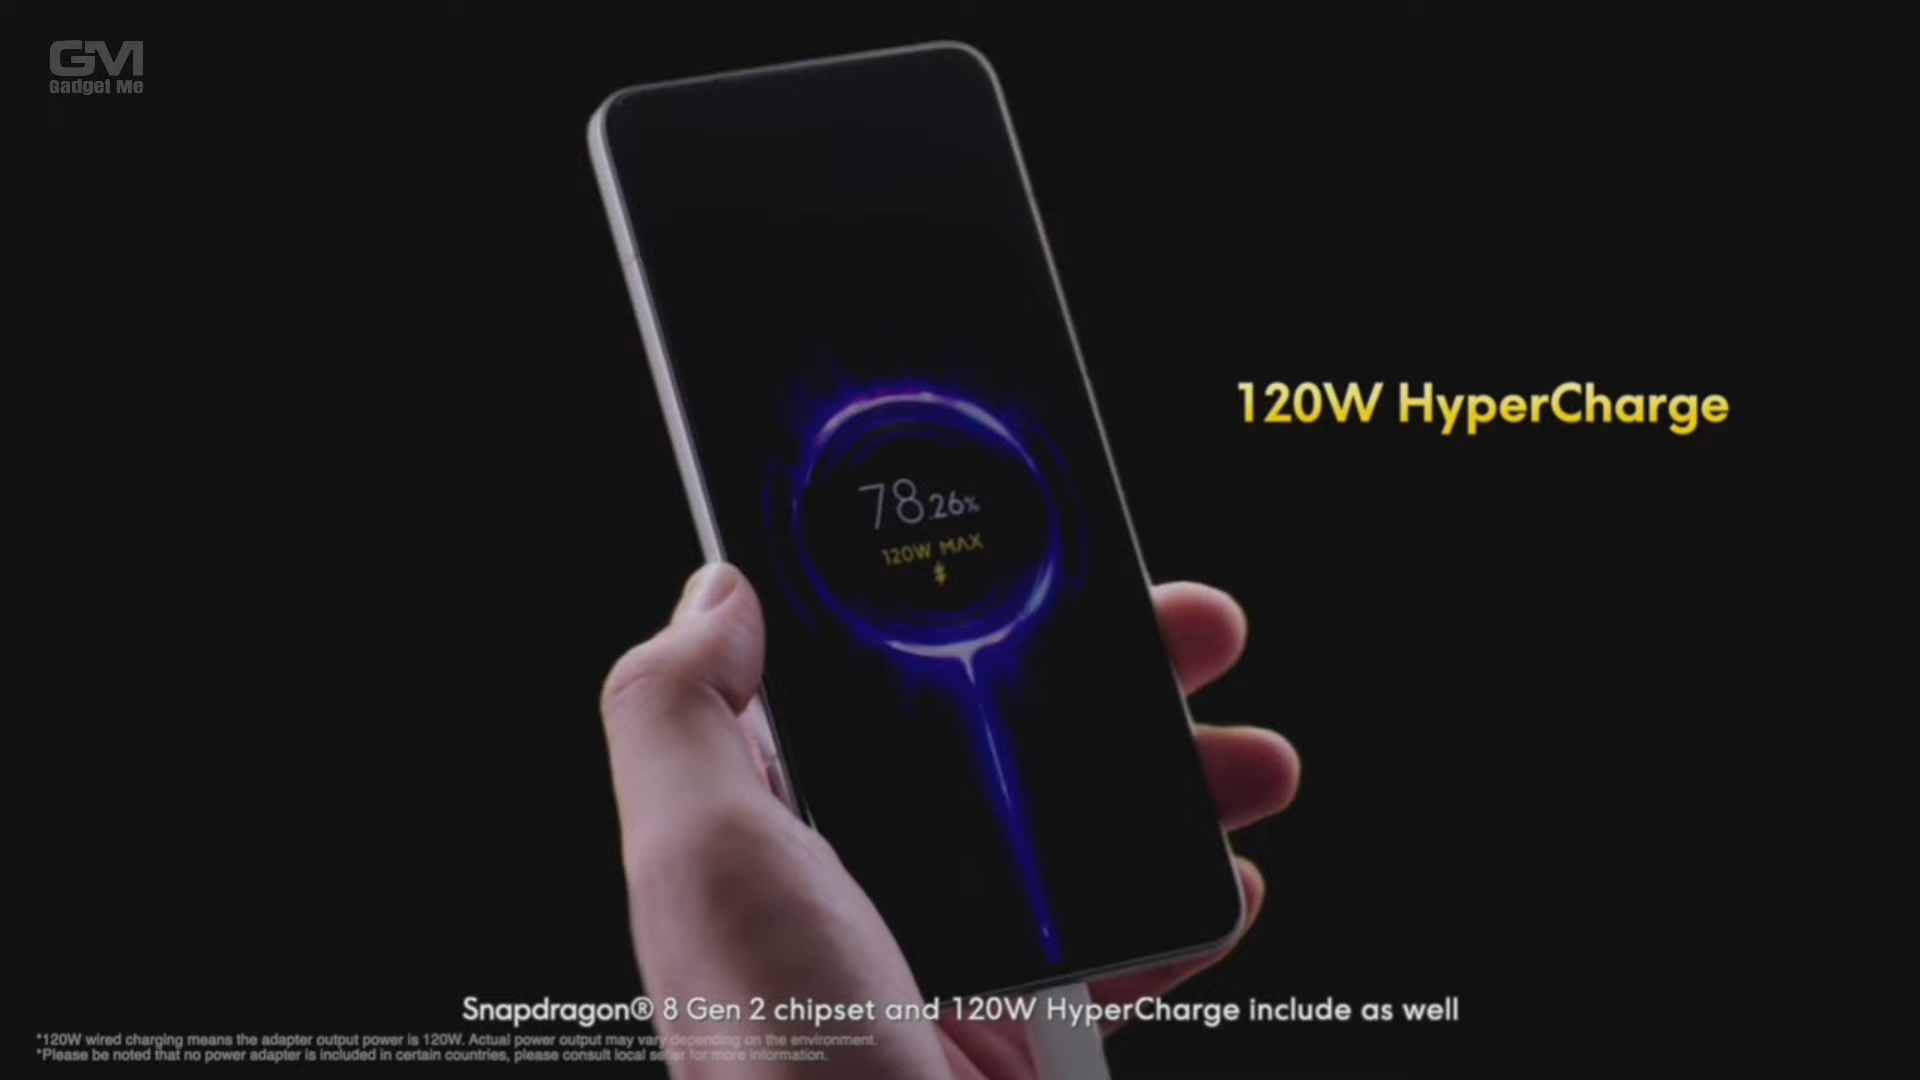 GM
Gadget Me
120W HyperCharge
78.26%
120W MAX
Snapdragon® 8 Gen 2 chipset and 120W HyperCharge include as well
*120W wired charging means the adapter output power is 120W. Actual power output may vary depending on the environment.
*Please be noted that no power adapter is included in certain countries, please consult local seller for more information.